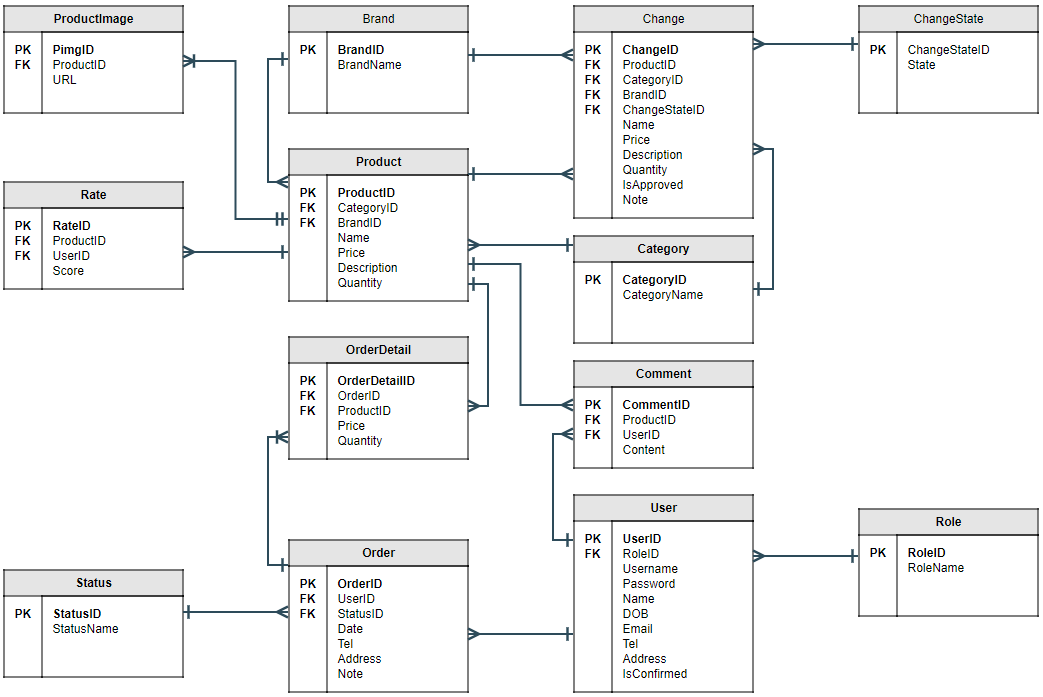 ProductImage
PK PimgID
FK ProductID
URL
Brand
PK BrandID
BrandName
Change
PK ChangeID
FK ProductID
FK CategoryID
FK BrandID
FK ChangeStateID
Name
Price
Description
Quantity
IsApproved
Note
ChangeState
PK ChangeStateID
State
Product
PK ProductID
FK CategoryID
FK BrandID
Name
Price
Description
Quantity
Rate
PK RateID
FK ProductID
FK UserID
Score
Category
PK CategoryID
CategoryName
OrderDetail
PK OrderDetailID
FK OrderID
FK ProductID
Price
Quantity
Comment
PK CommentID
FK ProductID
FK UserID
Content
User
PK UserID
FK RoleID
Username
Password
Name
DOB
Email
Tel
Address
IsConfirmed
Role
PK RoleID
RoleName
Order
PK OrderID
FK UserID
FK StatusID
Date
Tel
Address
Note
Status
PK StatusID
StatusName